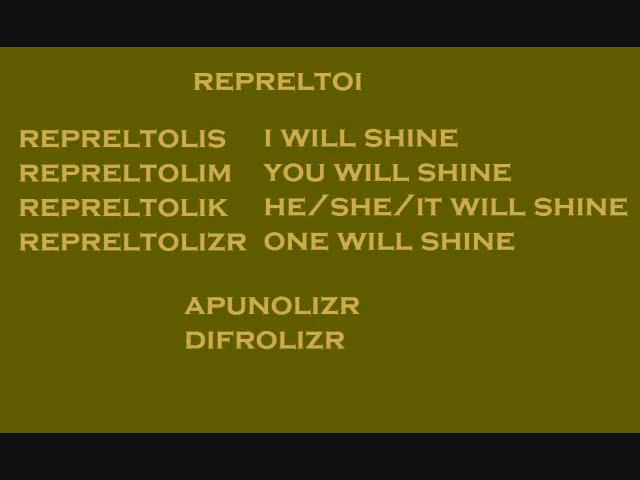 REPRELTOI
REPRELTOLIS I WILL SHINE
REPRELTOLIM YOU WILL SHINE
REPRELTOLIK HE/SHE/IT WILL SHINE
REPRELTOLIZR ONE WILL SHINE
APUNOLIZR
DIFROLIZR